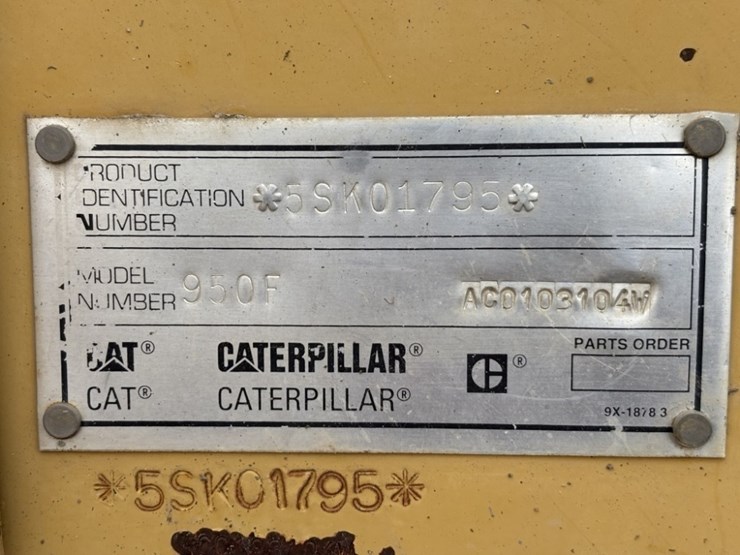 PRODUCT
IDENTIFICATION *5SK01795*
NUMBER
MODEL
NUMBER 950F AC0103104W
CAT® CATERPILLAR® C® PARTS ORDER
CAT® CATERPILLAR®
9X-1878 3
*5SK01795*